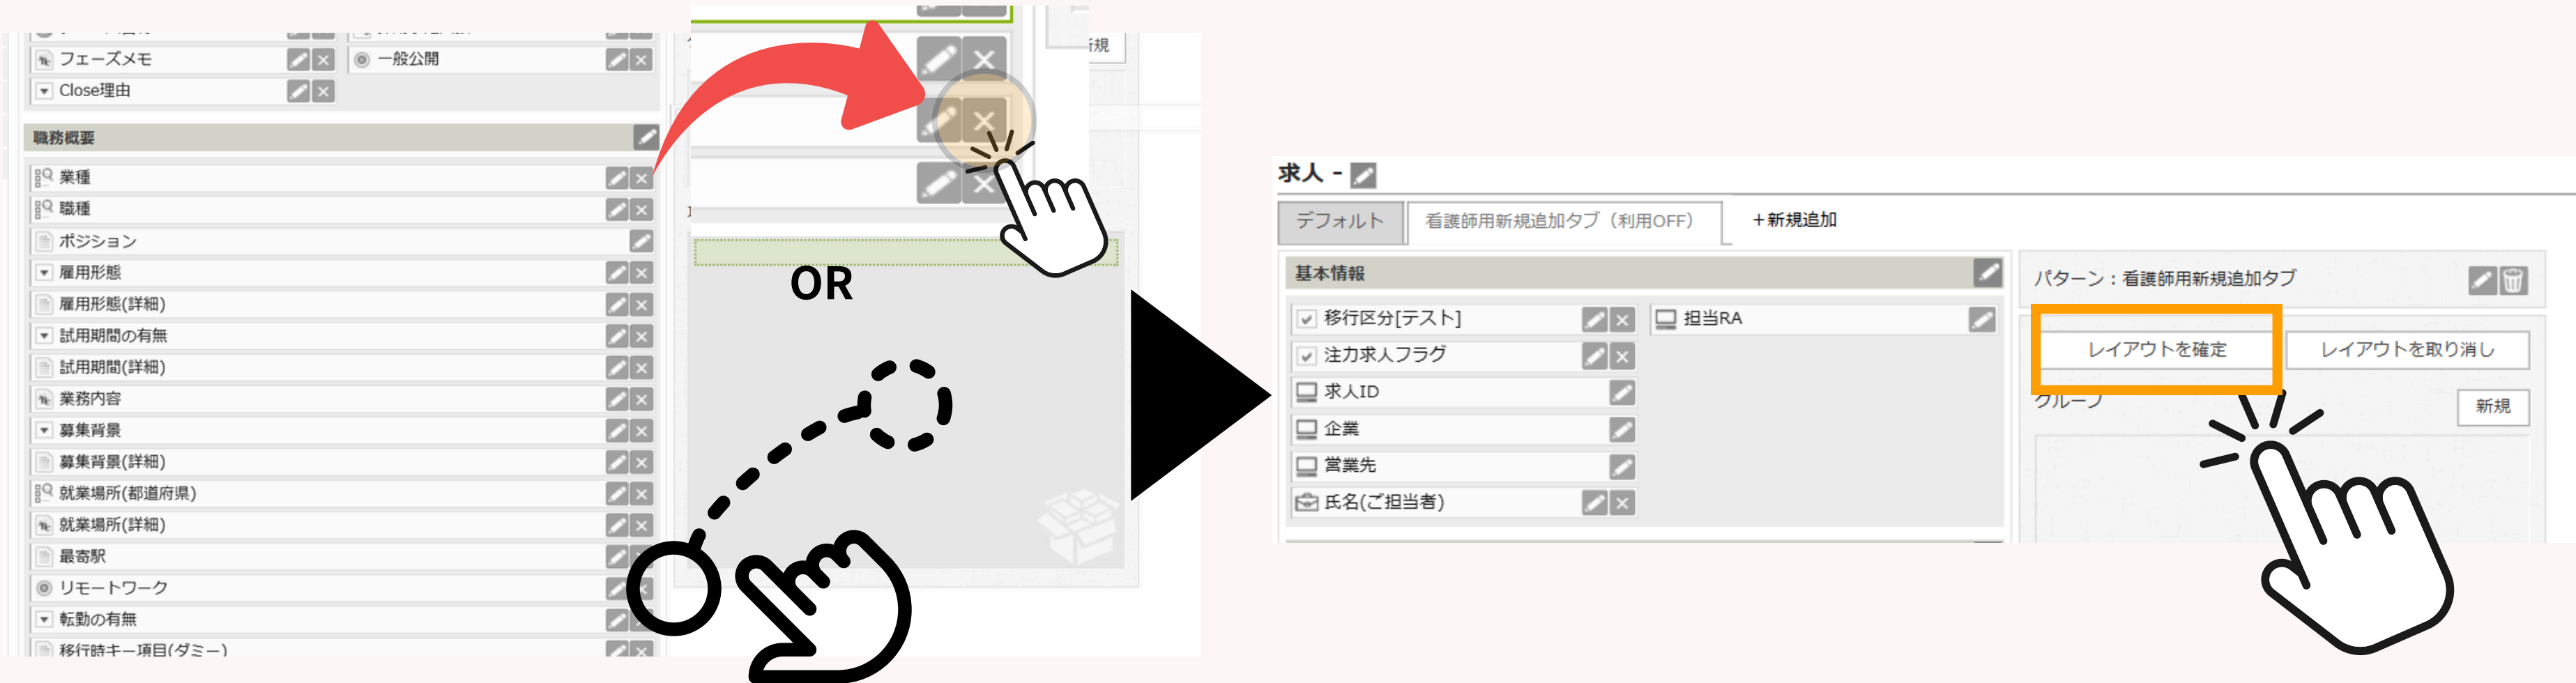 フェーズメモ
一般公開
Close理由
職務概要
業種
職種
ポジション
雇用形態
雇用形態(詳細)
試用期間の有無
試用期間(詳細)
業務内容
募集背景
募集背景(詳細)
就業場所(都道府県)
就業場所(詳細)
最寄駅
リモートワーク
転勤の有無
移行時キー項目(ダミー)
OR
求人 -
デフォルト
看護師用新規追加タブ（利用OFF）
+新規追加
基本情報
移行区分[テスト]
担当RA
注力求人フラグ
求人ID
企業
営業先
氏名(ご担当者)
パターン：看護師用新規追加タブ
レイアウトを確定
レイアウトを取り消し
グループ
新規